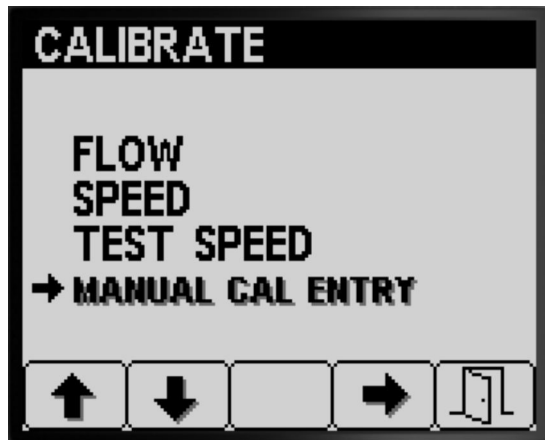 CALIBRATE
FLOW
SPEED
TEST SPEED
MANUAL CAL ENTRY